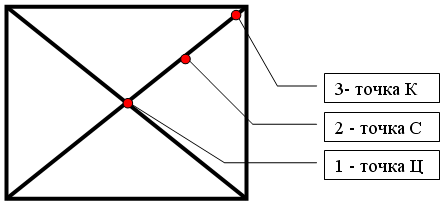 3- точка К
2 - точка С
1 - точка Ц